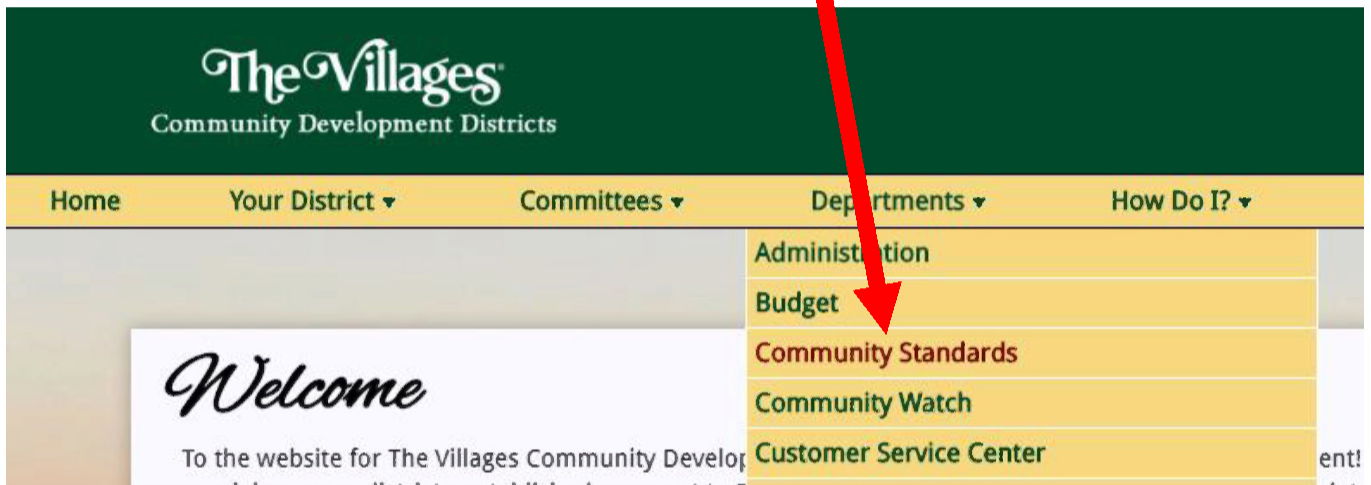 The Villages®
Community Development Districts
Home Your District ▾ Committees ▾ Departments ▾ How Do I? ▾
Administration
Budget
Community Standards
Community Watch
Customer Service Center
Welcome
To the website for The Villages Community Develop ent!